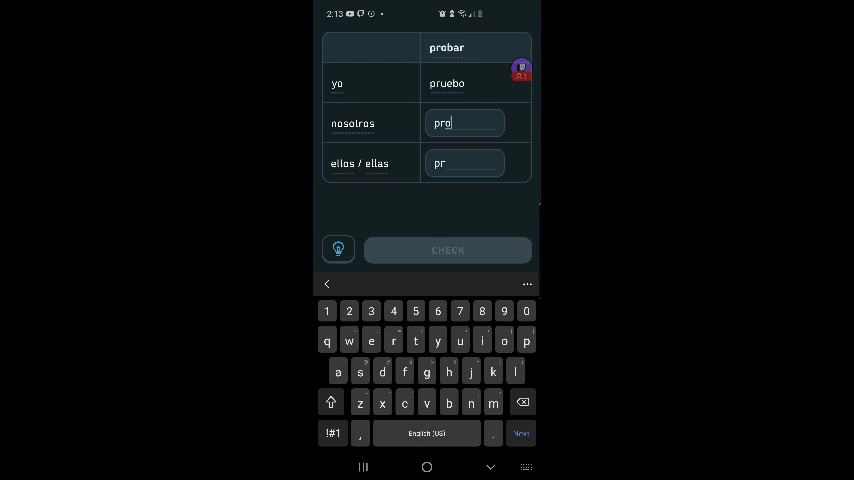 2:13
probar
1
yo pruebo
nosotros pro
ellos / ellas pr
CHECK
1 2 3 4 5 6 7 8 9 0
q w e r t y u i o p
a s d f g h j k l
z x c v b n m
!#1 , English (US) . Next